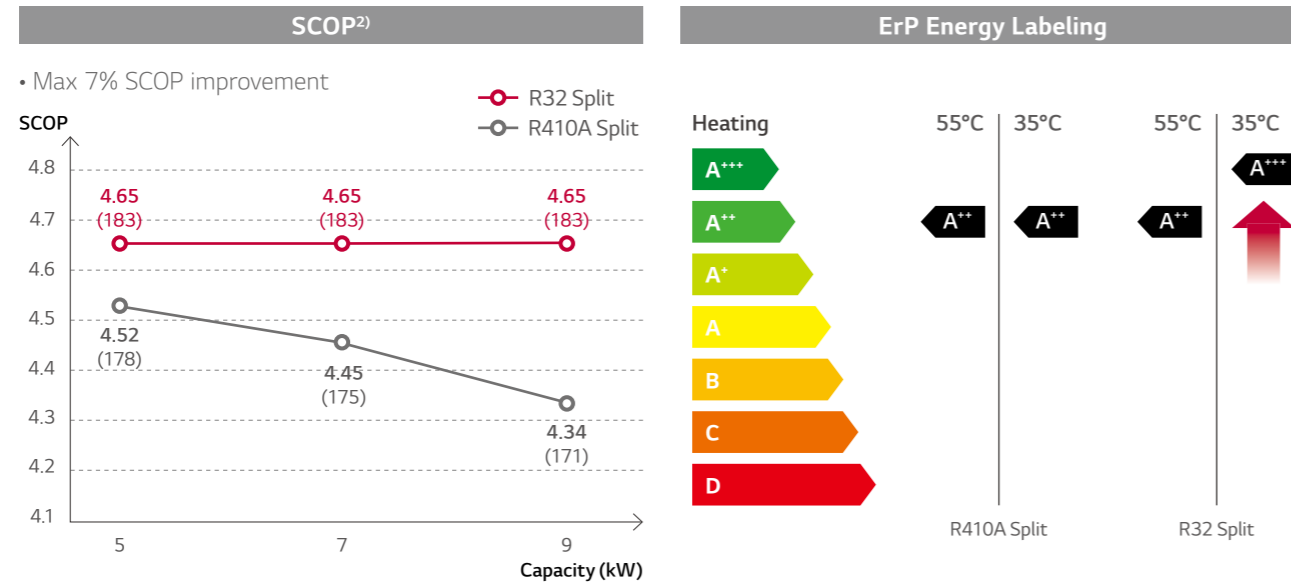 SCOP2)
• Max 7% SCOP improvement
R32 Split
R410A Split
SCOP
4.8
4.7
4.6
4.5
4.4
4.3
4.2
4.1
4.65
(183)
4.65
(183)
4.65
(183)
4.52
(178)
4.45
(175)
4.34
(171)
5
7
9
Capacity (kW)
ErP Energy Labeling
Heating
55°C
35°C
55°C
35°C
A+++
A++
A+
A
B
C
D
A++
A++
A++
A+++
R410A Split
R32 Split